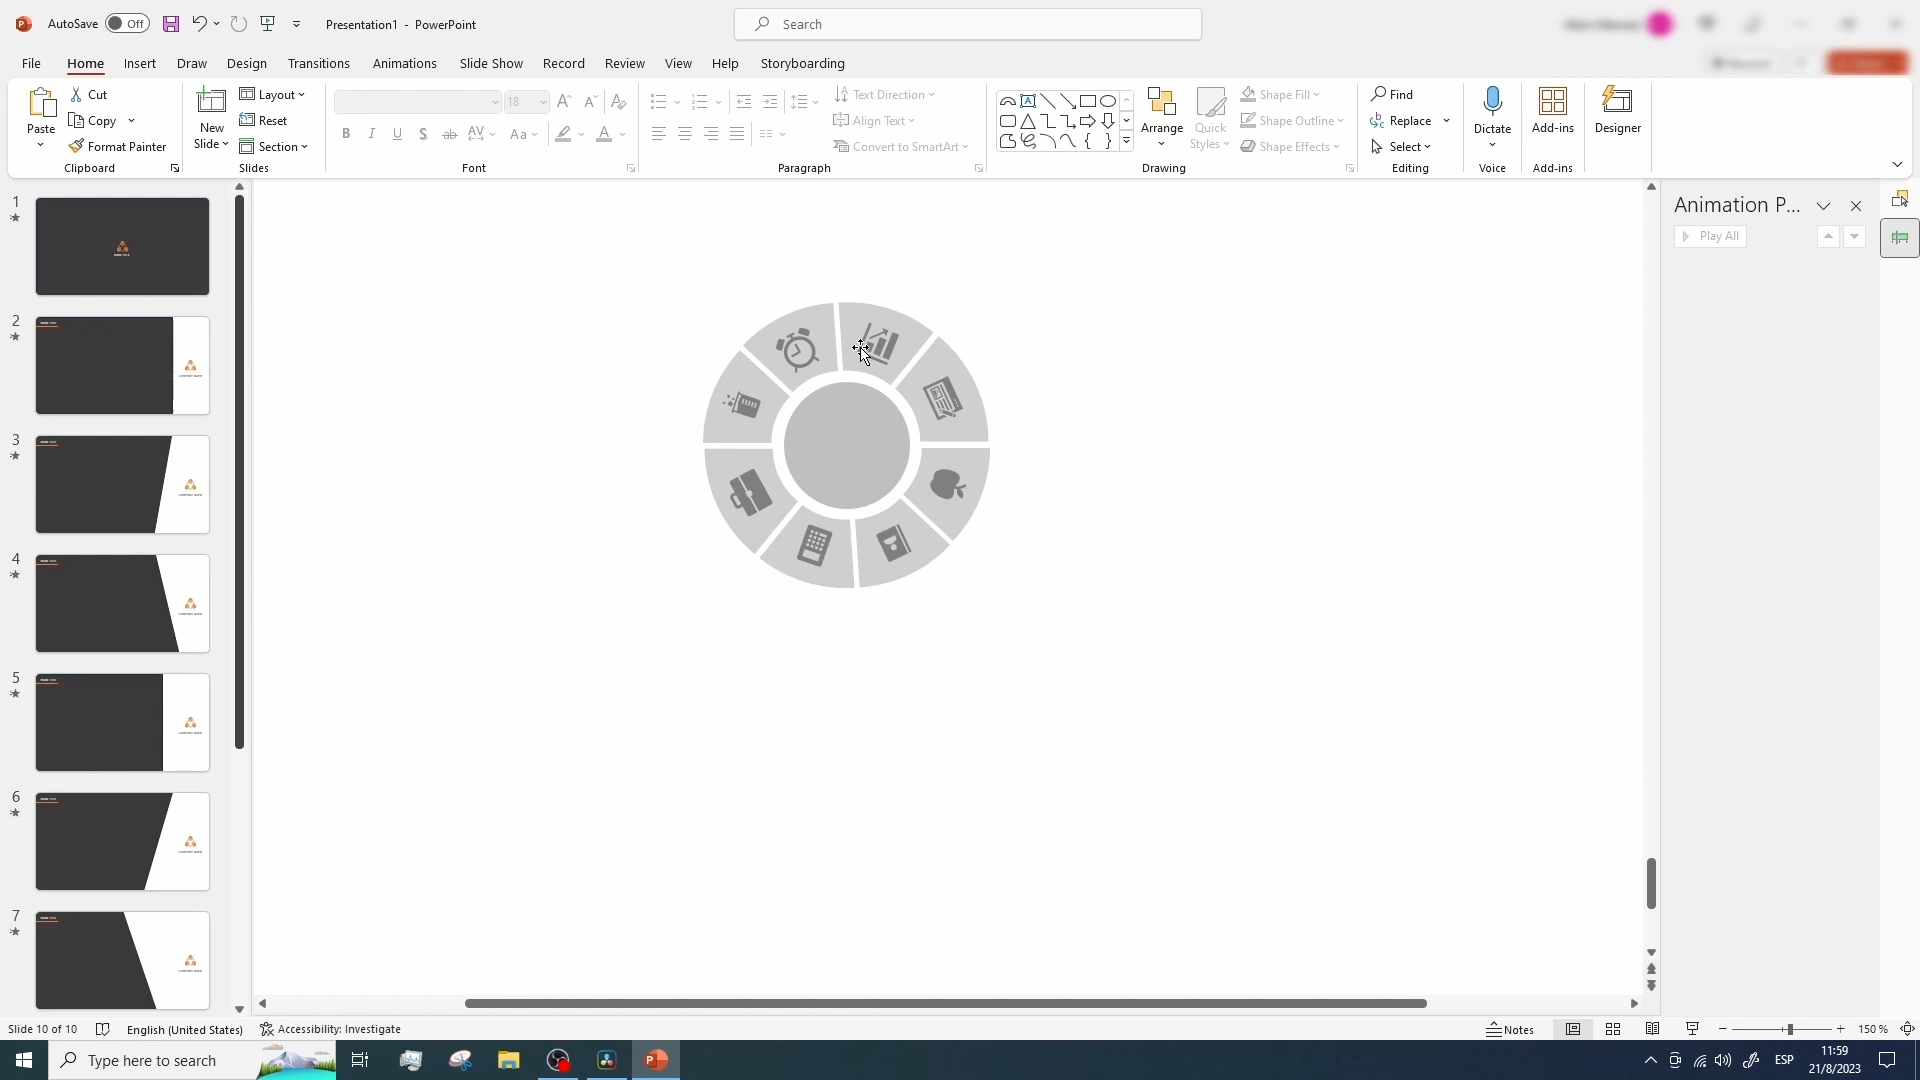 AutoSave Off Presentation1 - PowerPoint Search
File Home Insert Draw Design Transitions Animations Slide Show Record Review View Help Storyboarding
Paste
Cut
Copy
Format Painter
Clipboard
New
Slide
Layout
Reset
Section
Slides
18
Font
Text Direction
Align Text
Convert to SmartArt
Paragraph
Arrange
Quick
Styles
Shape Fill
Shape Outline
Shape Effects
Drawing
Find
Replace
Select
Editing
Dictate
Voice
Add-ins
Add-ins
Designer
1
2
3
4
5
6
7
Animation P...
Play All
Slide 10 of 10 English (United States) Accessibility: Investigate Notes 150 %
Type here to search
ESP
11:59
21/8/2023